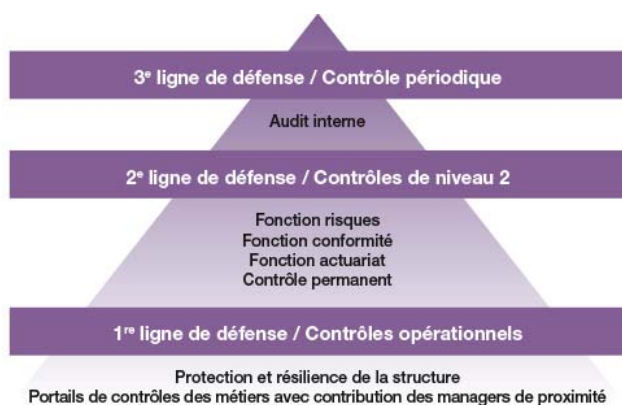 3e ligne de défense / Contrôle périodique
Audit interne
2e ligne de défense / Contrôles de niveau 2
Fonction risques
Fonction conformité
Fonction actuariat
Contrôle permanent
1re ligne de défense / Contrôles opérationnels
Protection et résilience de la structure
Portails de contrôles des métiers avec contribution des managers de proximité